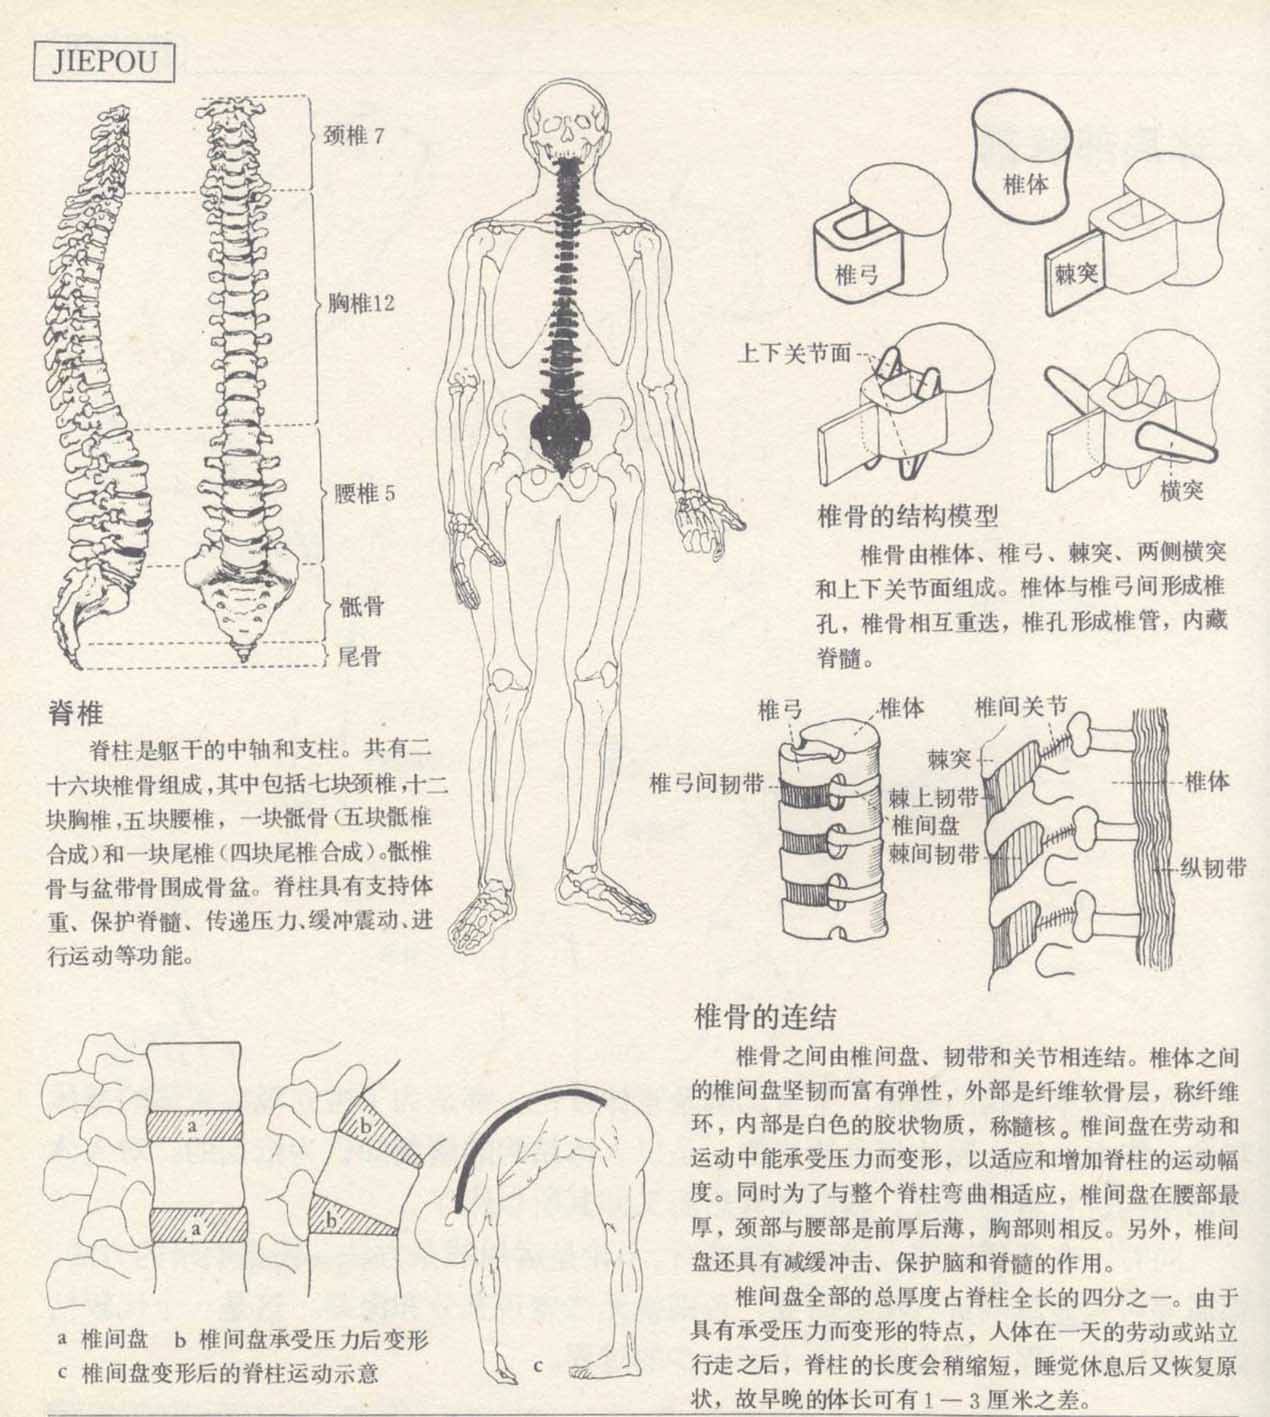 JIEPOU
颈椎 7
胸椎12
腰椎 5
骶骨
尾骨
椎体
椎弓
棘突
上下关节面
横突
椎骨的结构模型
椎骨由椎体、椎弓、棘突、两侧横突
和上下关节面组成。椎体与椎弓间形成椎
孔，椎骨相互重迭，椎孔形成椎管，内藏
脊髓。
脊椎
脊柱是躯干的中轴和支柱。共有二
十六块椎骨组成，其中包括七块颈椎，十二
块胸椎，五块腰椎，一块骶骨（五块骶椎
合成）和一块尾椎（四块尾椎合成）。骶椎
骨与盆带骨围成骨盆。脊柱具有支持体
重、保护脊髓、传递压力、缓冲震动、进
行运动等功能。
椎弓
椎体
椎弓间韧带
椎间盘
椎间关节
棘突
棘上韧带
棘间韧带
椎体
纵韧带
椎骨的连结
椎骨之间由椎间盘、韧带和关节相连结。椎体之间
的椎间盘坚韧而富有弹性，外部是纤维软骨层，称纤维
环，内部是白色的胶状物质，称髓核。椎间盘在劳动和
运动中能承受压力而变形，以适应和增加脊柱的运动幅
度。同时为了与整个脊柱弯曲相适应，椎间盘在腰部最
厚，颈部与腰部是前厚后薄，胸部则相反。另外，椎间
盘还具有减缓冲击、保护脑和脊髓的作用。
椎间盘全部的总厚度占脊柱全长的四分之一。由于
具有承受压力而变形的特点，人体在一天的劳动或站立
行走之后，脊柱的长度会稍缩短，睡觉休息后又恢复原
状，故早晚的体长可有 1 — 3 厘米之差。
a
a
b
b
c
a 椎间盘 b 椎间盘承受压力后变形
c 椎间盘变形后的脊柱运动示意